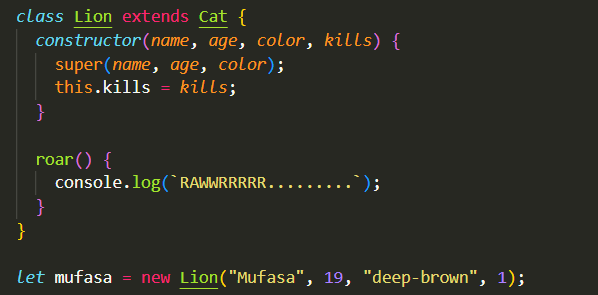 class Lion extends Cat {
  constructor(name, age, color, kills) {
    super(name, age, color);
    this.kills = kills;
  }

  roar() {
    console.log(`RAWWRRRRR.........`);
  }
}

let mufasa = new Lion("Mufasa", 19, "deep-brown", 1);